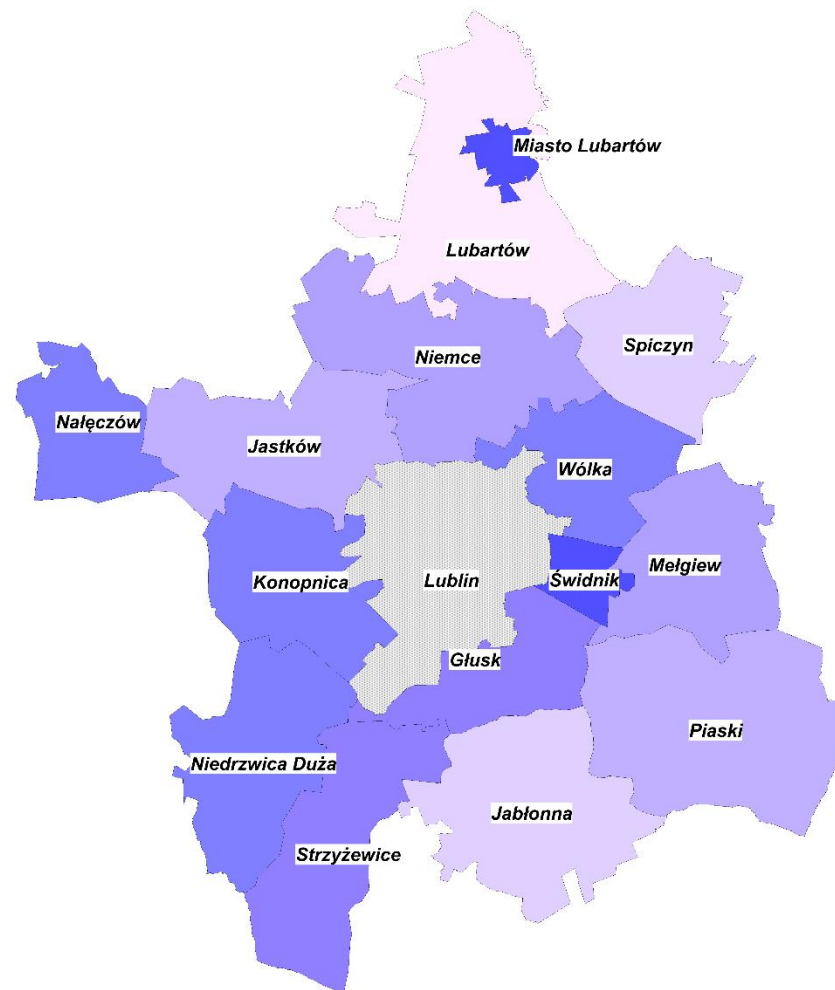 Miasto Lubartów
Lubartów
Spiczyn
Niemce
Nałęczów
Jastków
Wólka
Mełgiew
Konopnica
Lublin
Świdnik
Głusk
Piaski
Niedrzwica Duża
Jabłonna
Strzyżewice